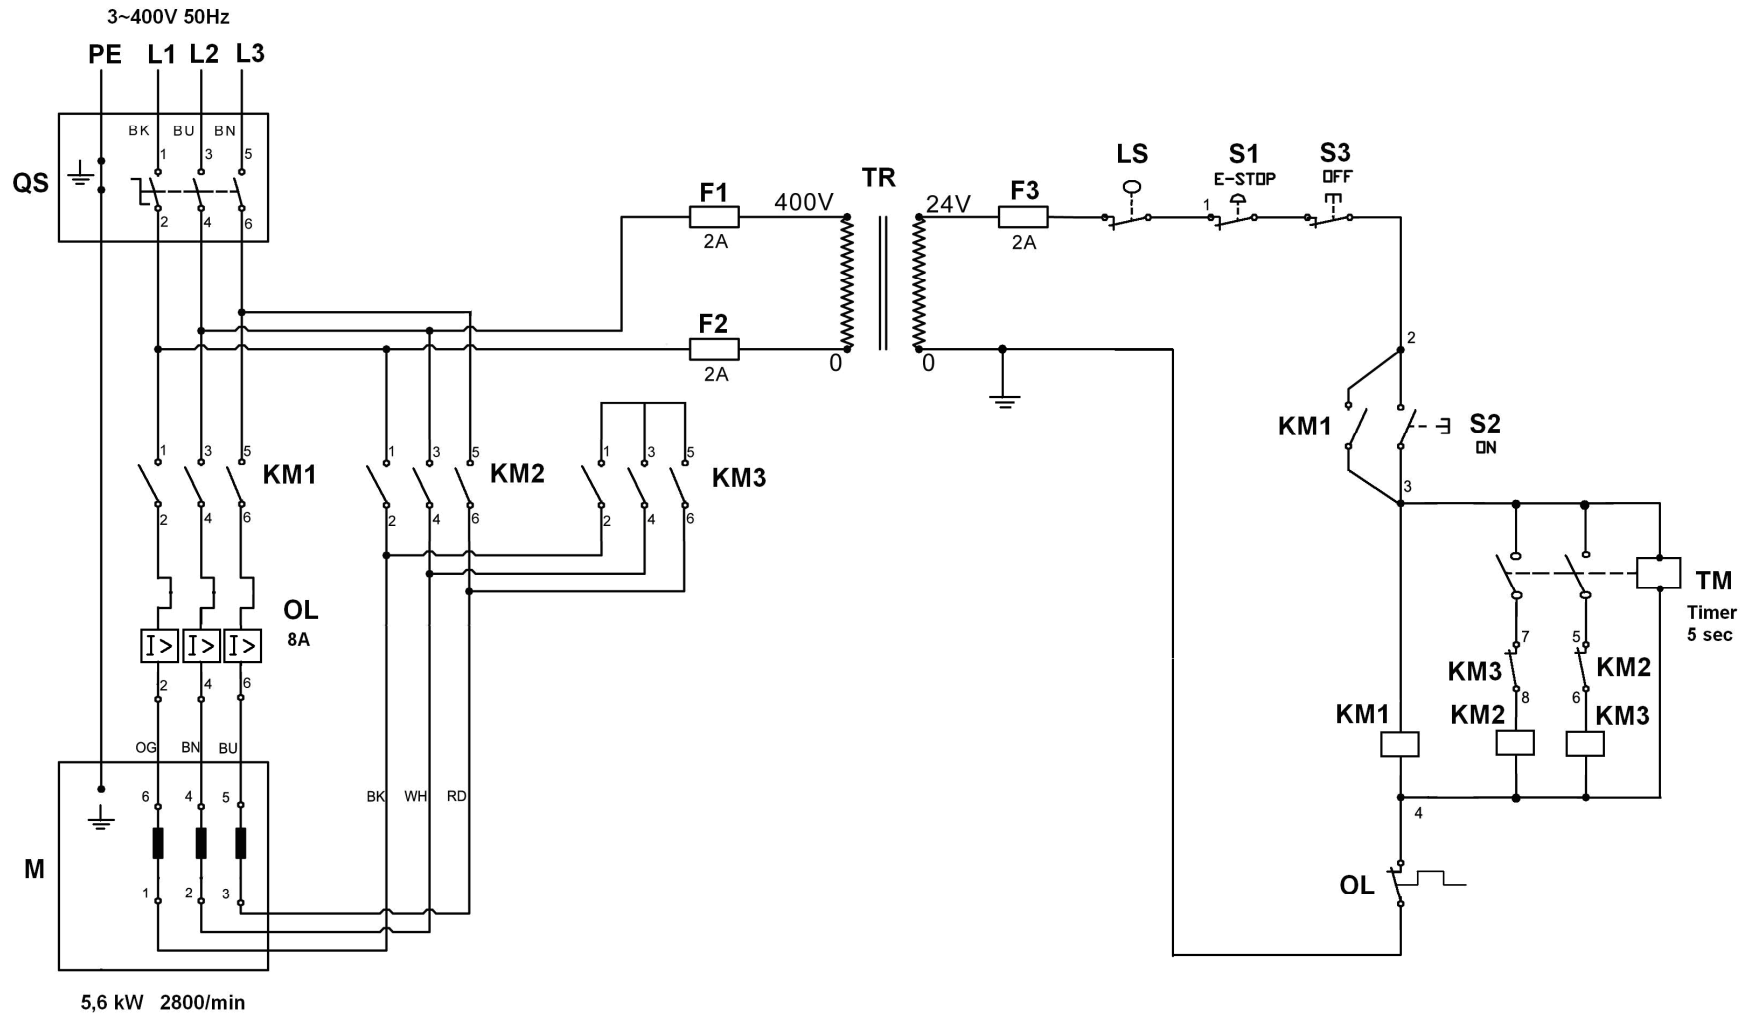 3~400V 50Hz
PE L1 L2 L3
BK BU BN
1 3 5
QS
2 4 6
F1
2A
400V
TR
24V
F3
2A
LS
S1
E-STOP
1
S3
OFF
F2
2A
0
0
2
KM1
S2
ON
3
1 3 5
KM1
2 4 6
1 3 5
KM2
2 4 6
1 3 5
KM3
2 4 6
OL
8A
I> I> I>
2 4 6
TM
Timer
5 sec
7
KM3
8
5
KM2
6
KM1
KM2
KM3
4
OL
OG BN BU
BK WH RD
6 4 5
M
1 2 3
5,6 kW 2800/min